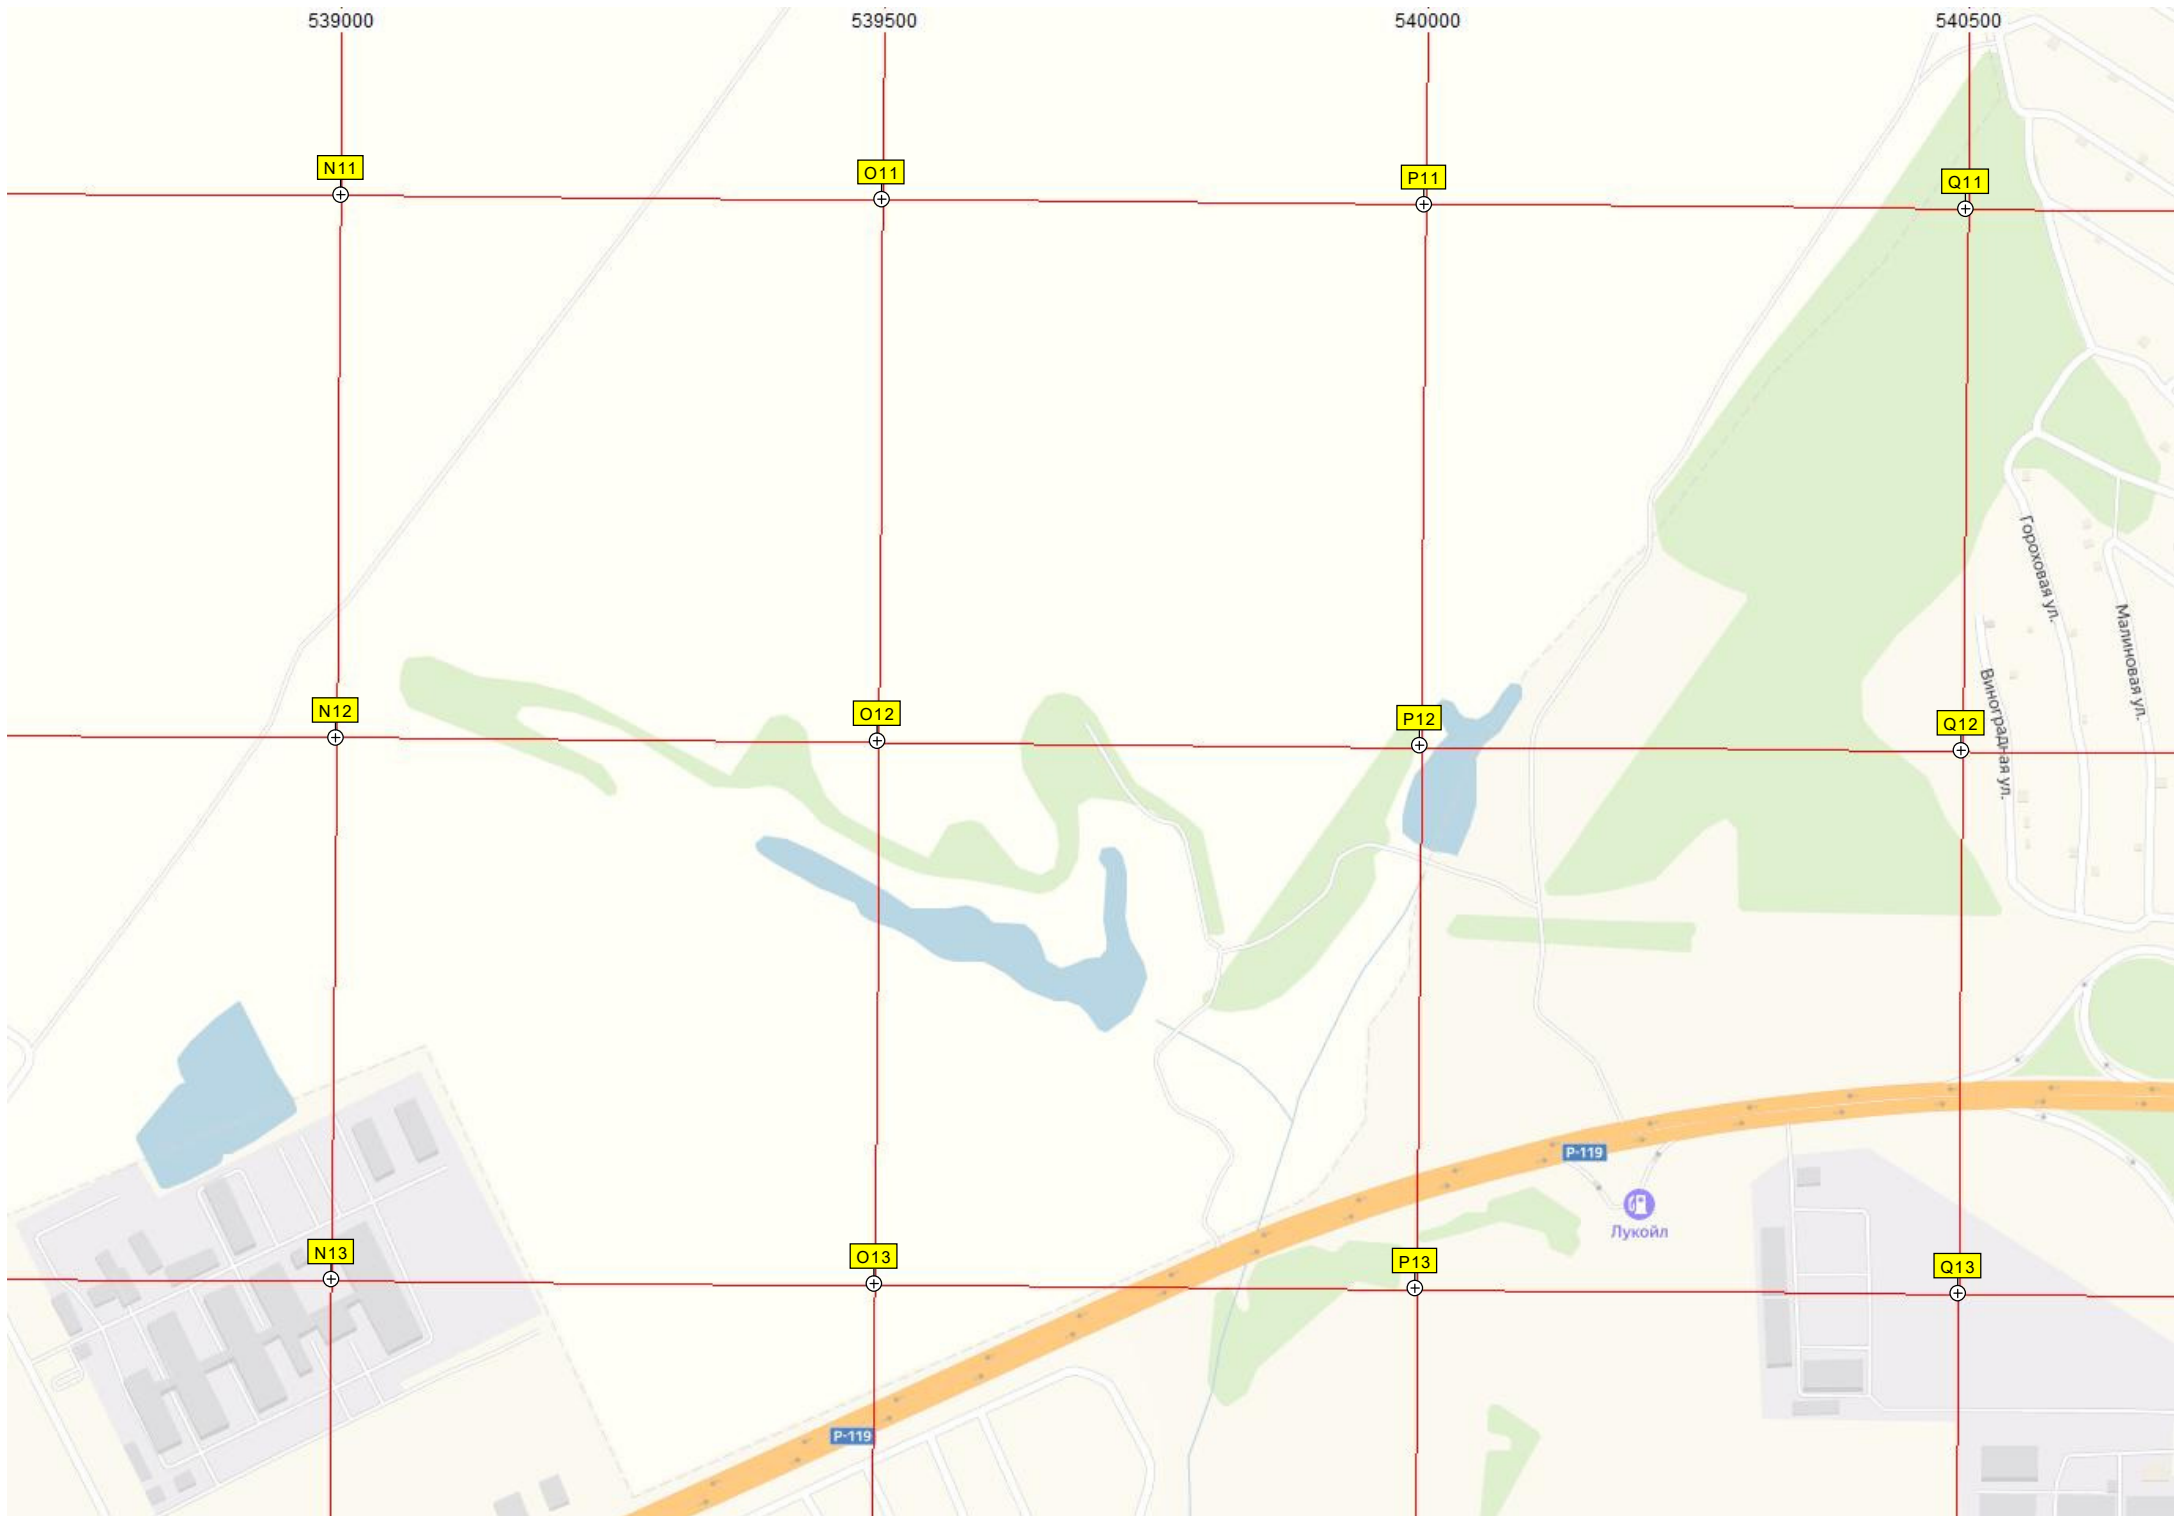 539000 539500 540000 540500
N11 O11 P11 Q11
Гороховая ул.
Малиновая ул.
Виноградная ул.
N12 O12 P12 Q12
Р-119
Лукойл
N13 O13 P13 Q13
Р-119